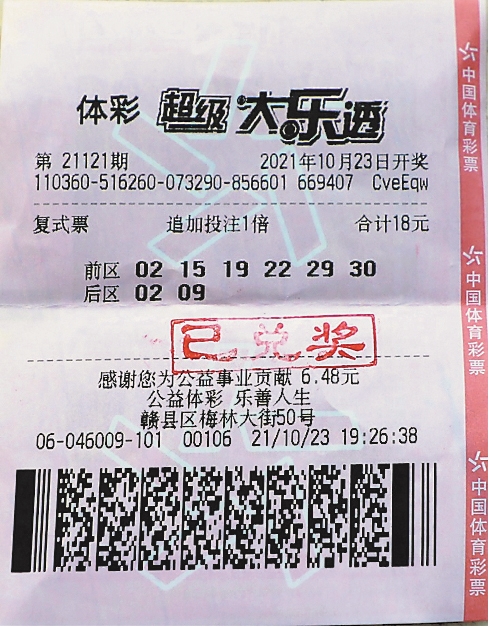 体彩 超级大乐透
第 21121期 2021年10月23日开奖
110360-516260-073290-856601 669407 CveEqw
复式票 追加投注1倍 合计18元
前区 02 15 19 22 29 30
后区 02 09
已兑奖
感谢您为公益事业贡献 6.48元
公益体彩 乐善人生
赣县区梅林大街50号
06-046009-101 00106 21/10/23 19:26:38
中国体育彩票
中国体育彩票
中国体育彩票